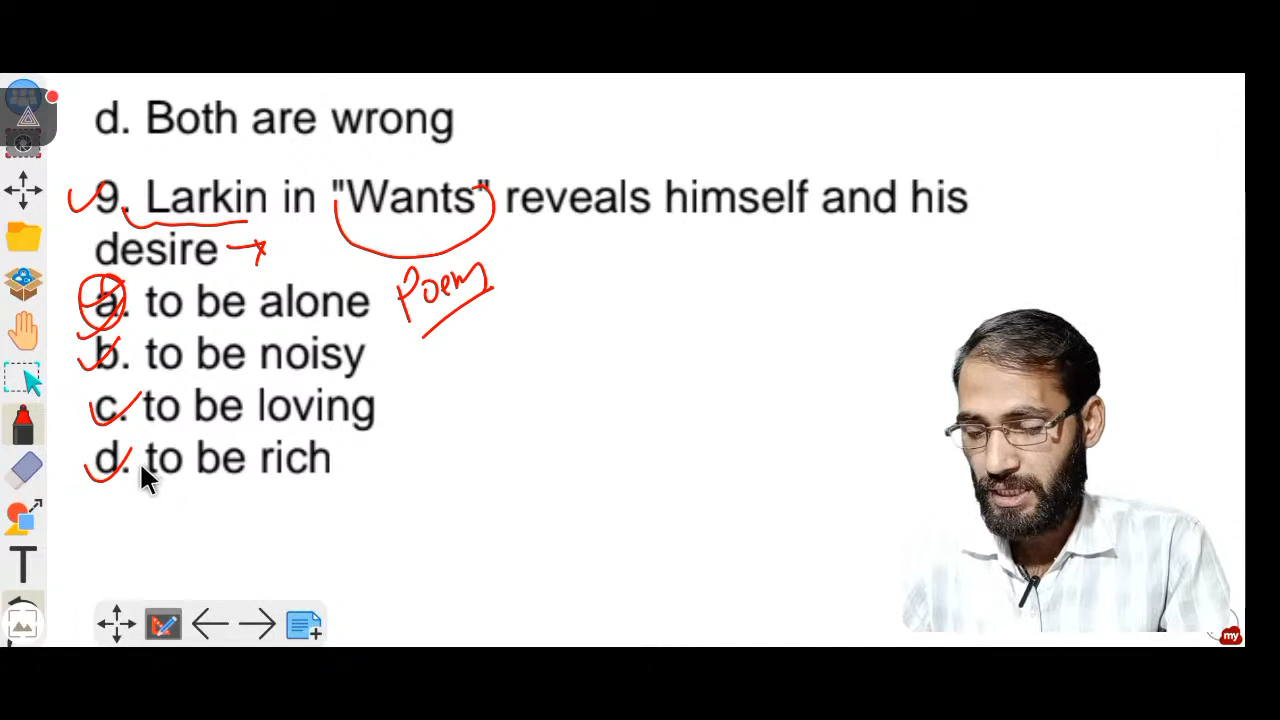 d. Both are wrong
9. Larkin in "Wants" reveals himself and his
desire
a. to be alone
Poem
b. to be noisy
c. to be loving
d. to be rich
T
my